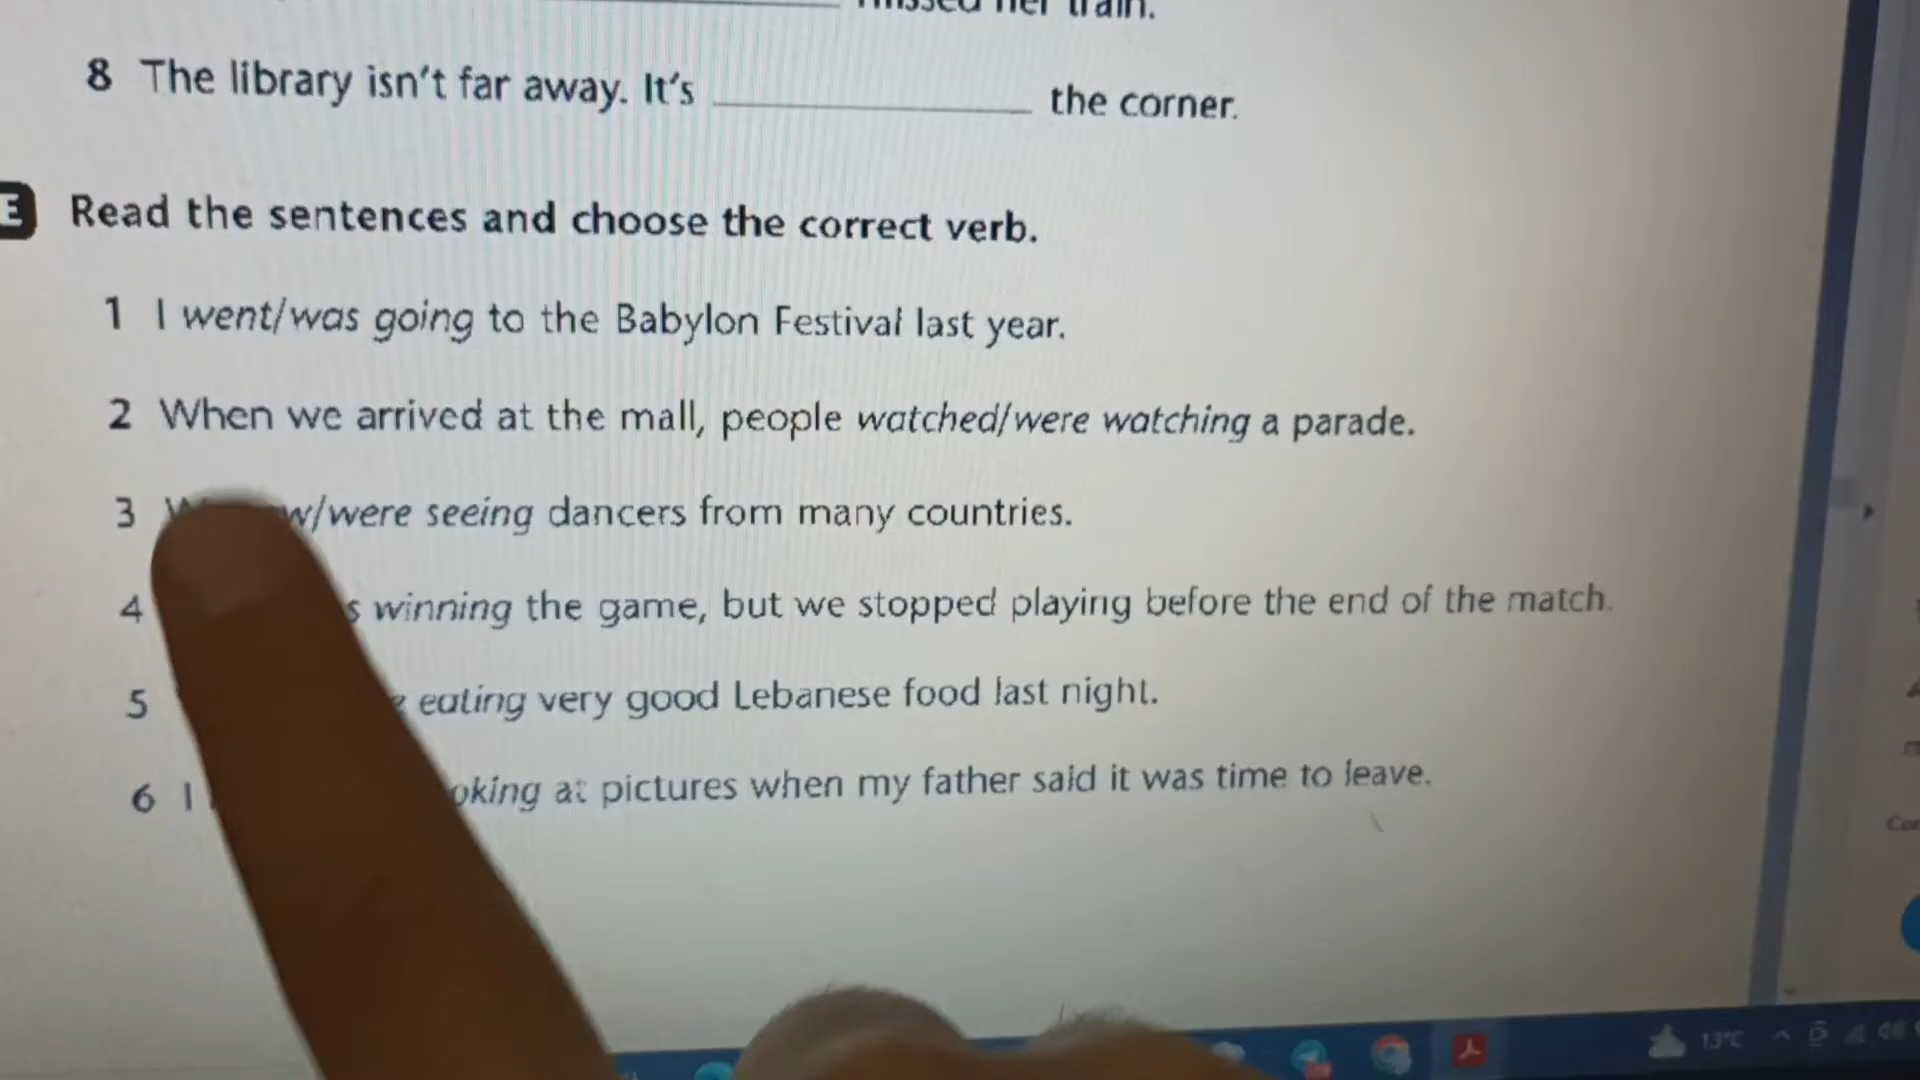 missed her train.
8 The library isn't far away. It's the corner.
E Read the sentences and choose the correct verb.
1 I went/was going to the Babylon Festival last year.
2 When we arrived at the mall, people watched/were watching a parade.
3 /were seeing dancers from many countries.
4 winning the game, but we stopped playing before the end of the match.
5 eating very good Lebanese food last night.
6 I at pictures when my father said it was time to leave.
13°C